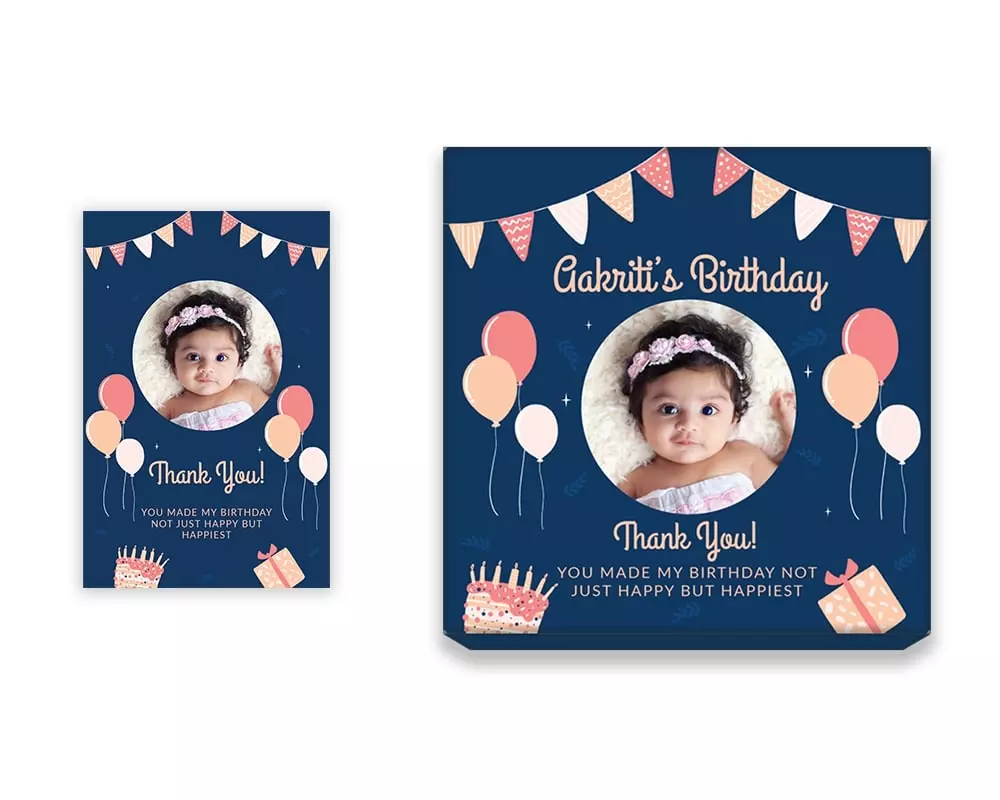 Thank You!
YOU MADE MY BIRTHDAY
NOT JUST HAPPY BUT
HAPPIEST
Aakriti's Birthday
Thank You!
YOU MADE MY BIRTHDAY NOT
JUST HAPPY BUT HAPPIEST